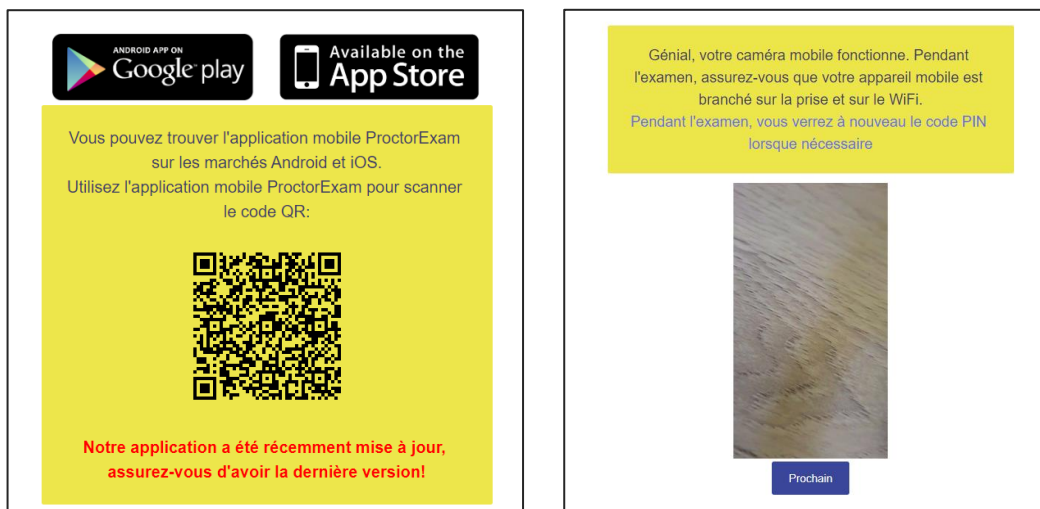 ANDROID APP ON
Google play
Available on the
App Store
Vous pouvez trouver l'application mobile ProctorExam
sur les marchés Android et iOS.
Utilisez l'application mobile ProctorExam pour scanner
le code QR:
Notre application a été récemment mise à jour,
assurez-vous d'avoir la dernière version!
Génial, votre caméra mobile fonctionne. Pendant
l'examen, assurez-vous que votre appareil mobile est
branché sur la prise et sur le WiFi.
Pendant l'examen, vous verrez à nouveau le code PIN
lorsque nécessaire
Prochain